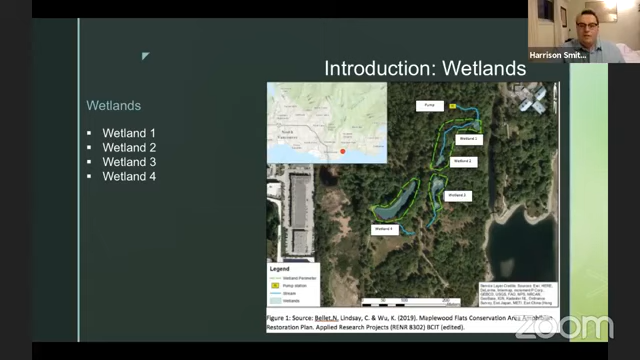 Harrison Smit...
Introduction: Wetlands
Wetlands
▪ Wetland 1
▪ Wetland 2
▪ Wetland 3
▪ Wetland 4
Pump
Wetland 1
Wetland 2
Wetland 3
Wetland 4
Legend
Wetland Perimeter
Pump station
Stream
Wetlands
Figure 1: Source: Bellet,N, Lindsay, C. & Wu, K. (2019). Maplewood Flats Conservation Area
Restoration Plan. Applied Research Projects (RENR 8302) BCIT (edited).
zoom